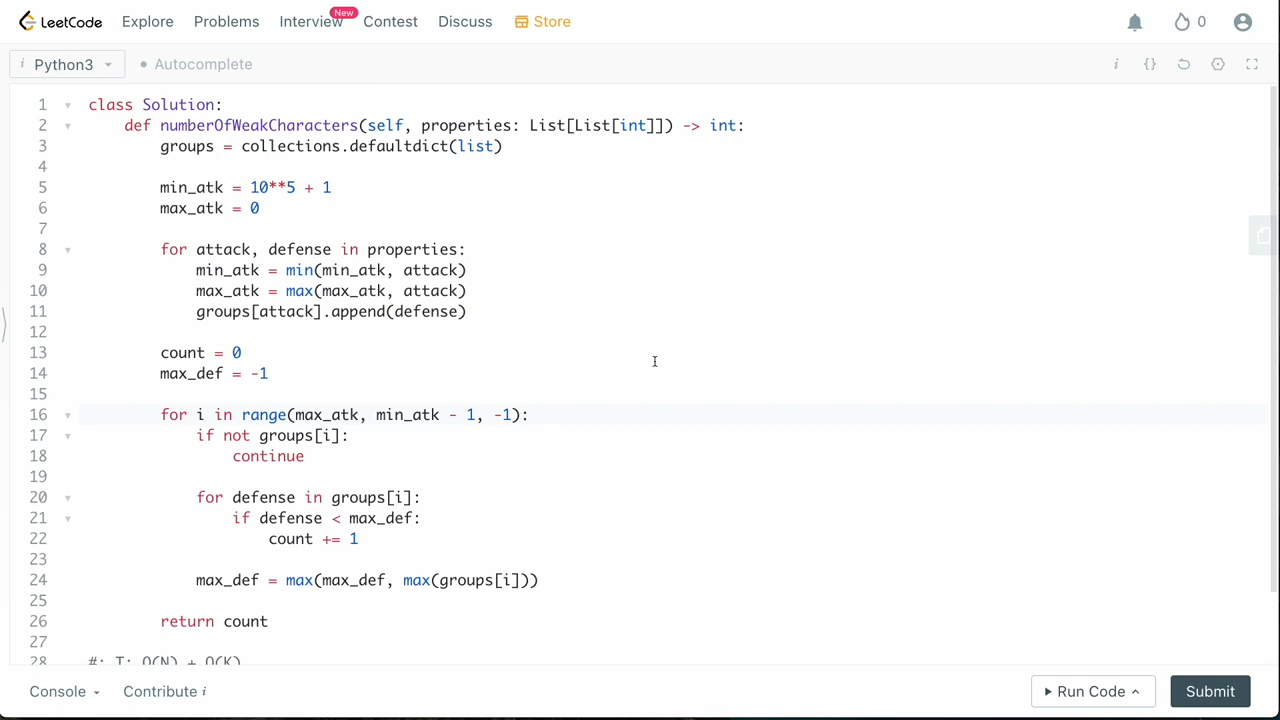 LeetCode Explore Problems Interview New Contest Discuss Store 0
i Python3 Autocomplete i {}
1 class Solution:
2 def numberOfWeakCharacters(self, properties: List[List[int]]) -> int:
3 groups = collections.defaultdict(list)
4
5 min_atk = 10**5 + 1
6 max_atk = 0
7
8 for attack, defense in properties:
9 min_atk = min(min_atk, attack)
10 max_atk = max(max_atk, attack)
11 groups[attack].append(defense)
12
13 count = 0
14 max_def = -1
15
16 for i in range(max_atk, min_atk - 1, -1):
17 if not groups[i]:
18 continue
19
20 for defense in groups[i]:
21 if defense < max_def:
22 count += 1
23
24 max_def = max(max_def, max(groups[i]))
25
26 return count
27
28 #: T: O(N) + O(K)
Console Contribute i Run Code Submit